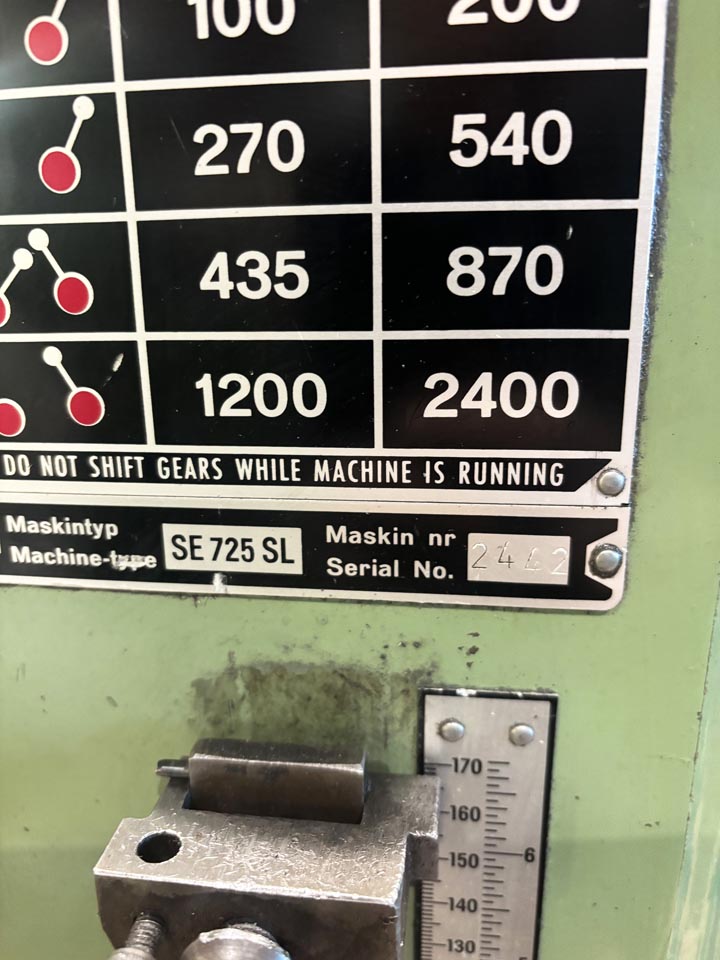 100 200
270 540
435 870
1200 2400
DO NOT SHIFT GEARS WHILE MACHINE IS RUNNING
Maskintyp
Machine-type
SE 725 SL
Maskin nr
Serial No.
2462
170
160
150
6
140
130